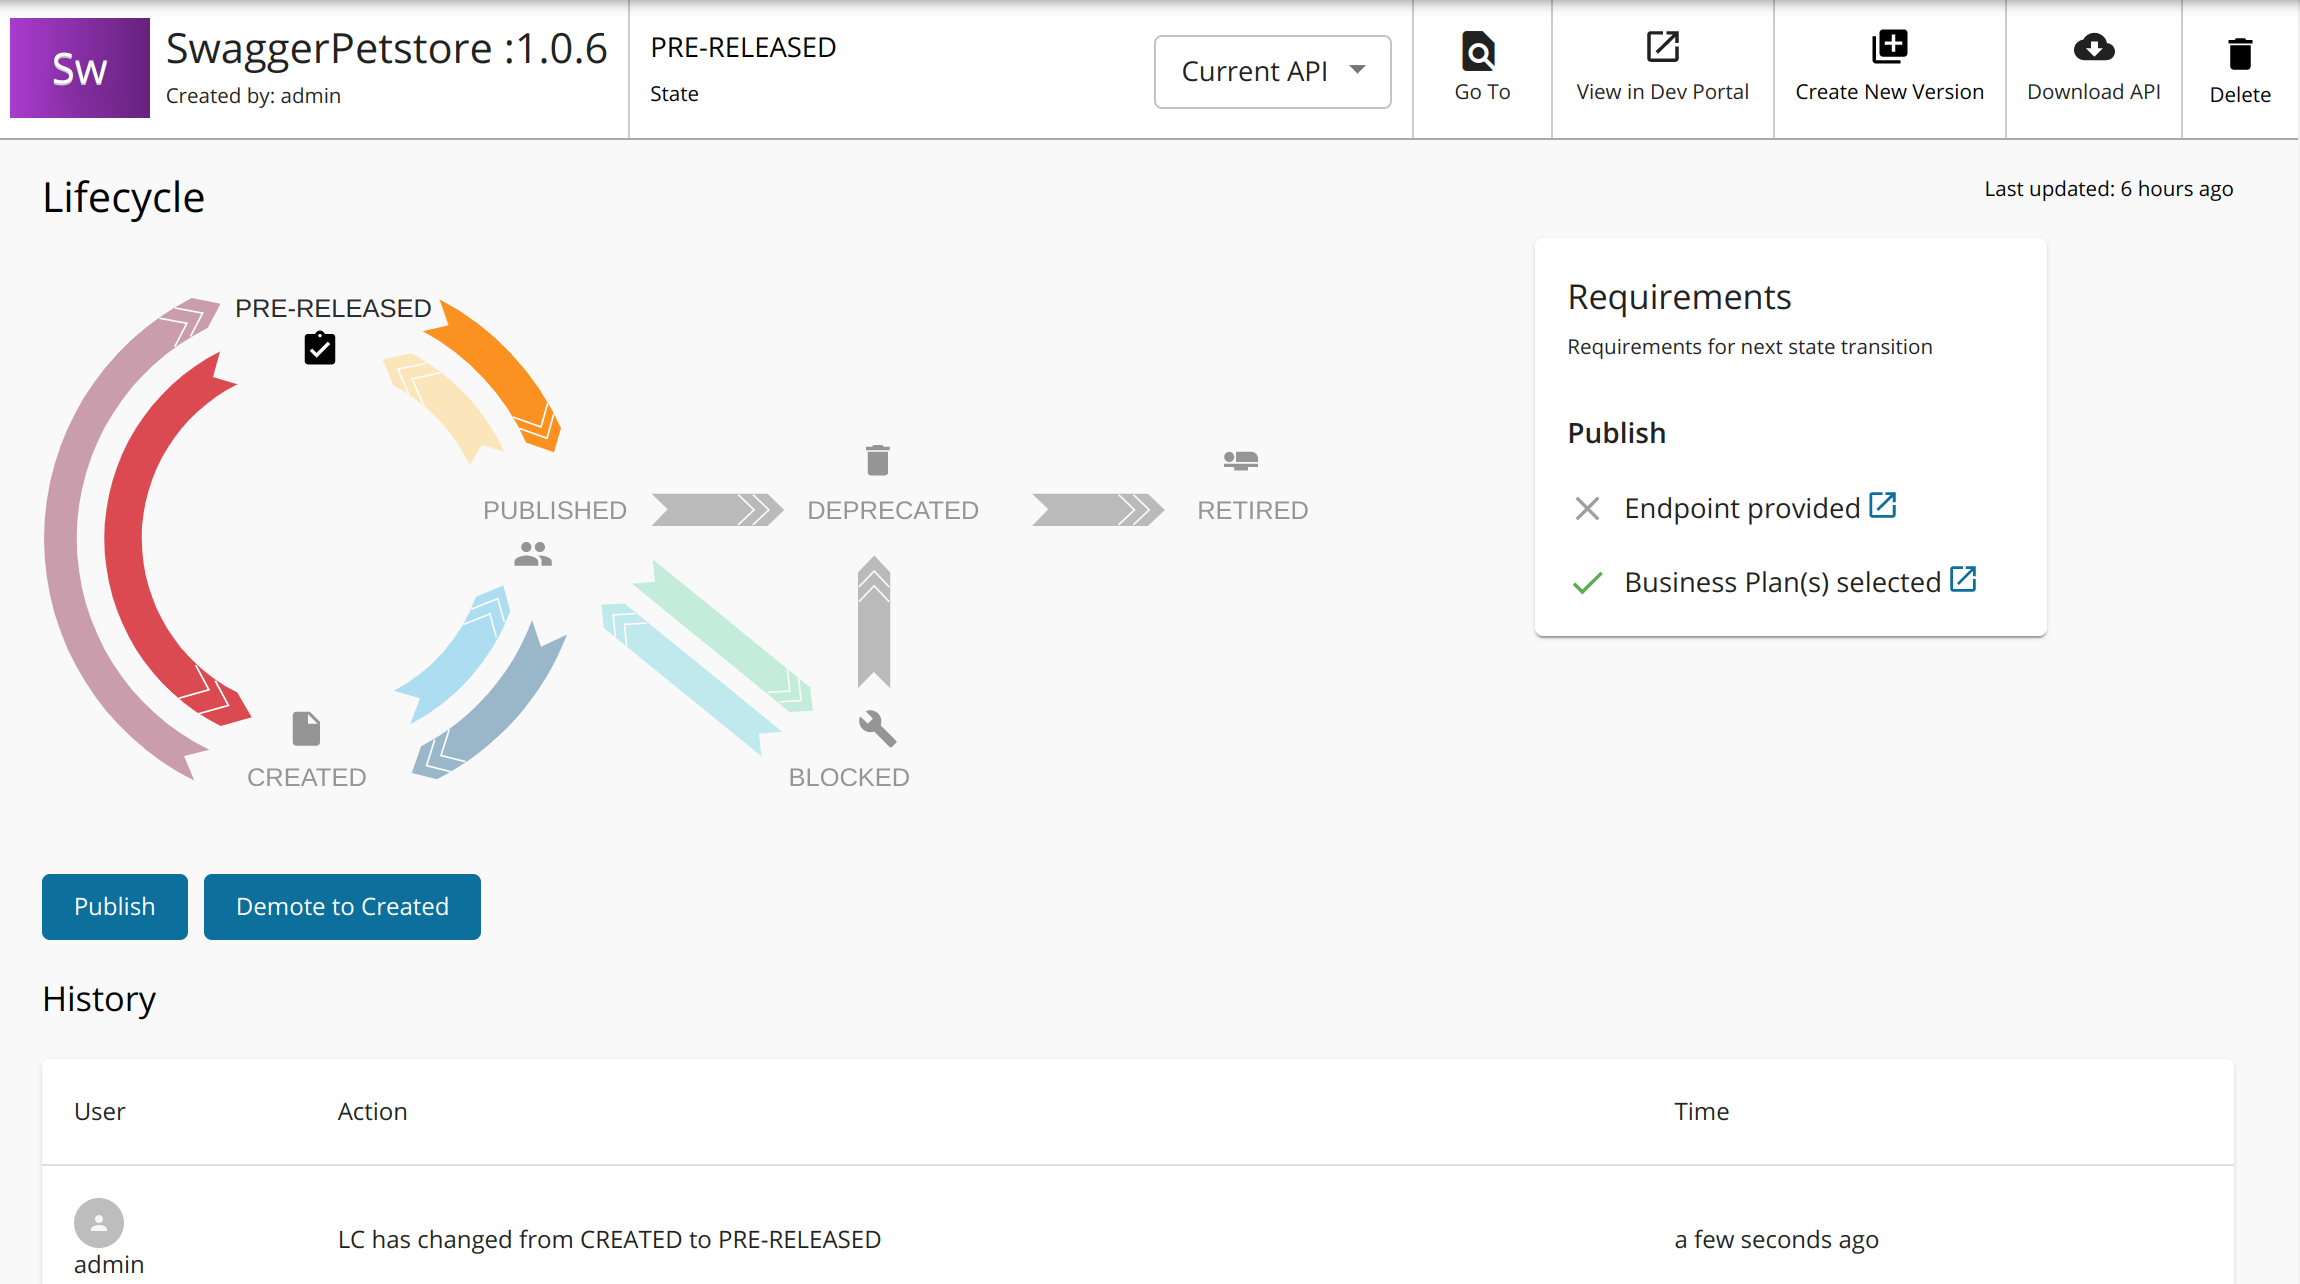 Sw
SwaggerPetstore :1.0.6
Created by: admin
PRE-RELEASED
State
Current API
Go To
View in Dev Portal
Create New Version
Download API
Delete
Lifecycle
Last updated: 6 hours ago
PRE-RELEASED
PUBLISHED
DEPRECATED
RETIRED
CREATED
BLOCKED
Requirements
Requirements for next state transition
Publish
Endpoint provided
Business Plan(s) selected
Publish
Demote to Created
History
User
Action
Time
admin
LC has changed from CREATED to PRE-RELEASED
a few seconds ago